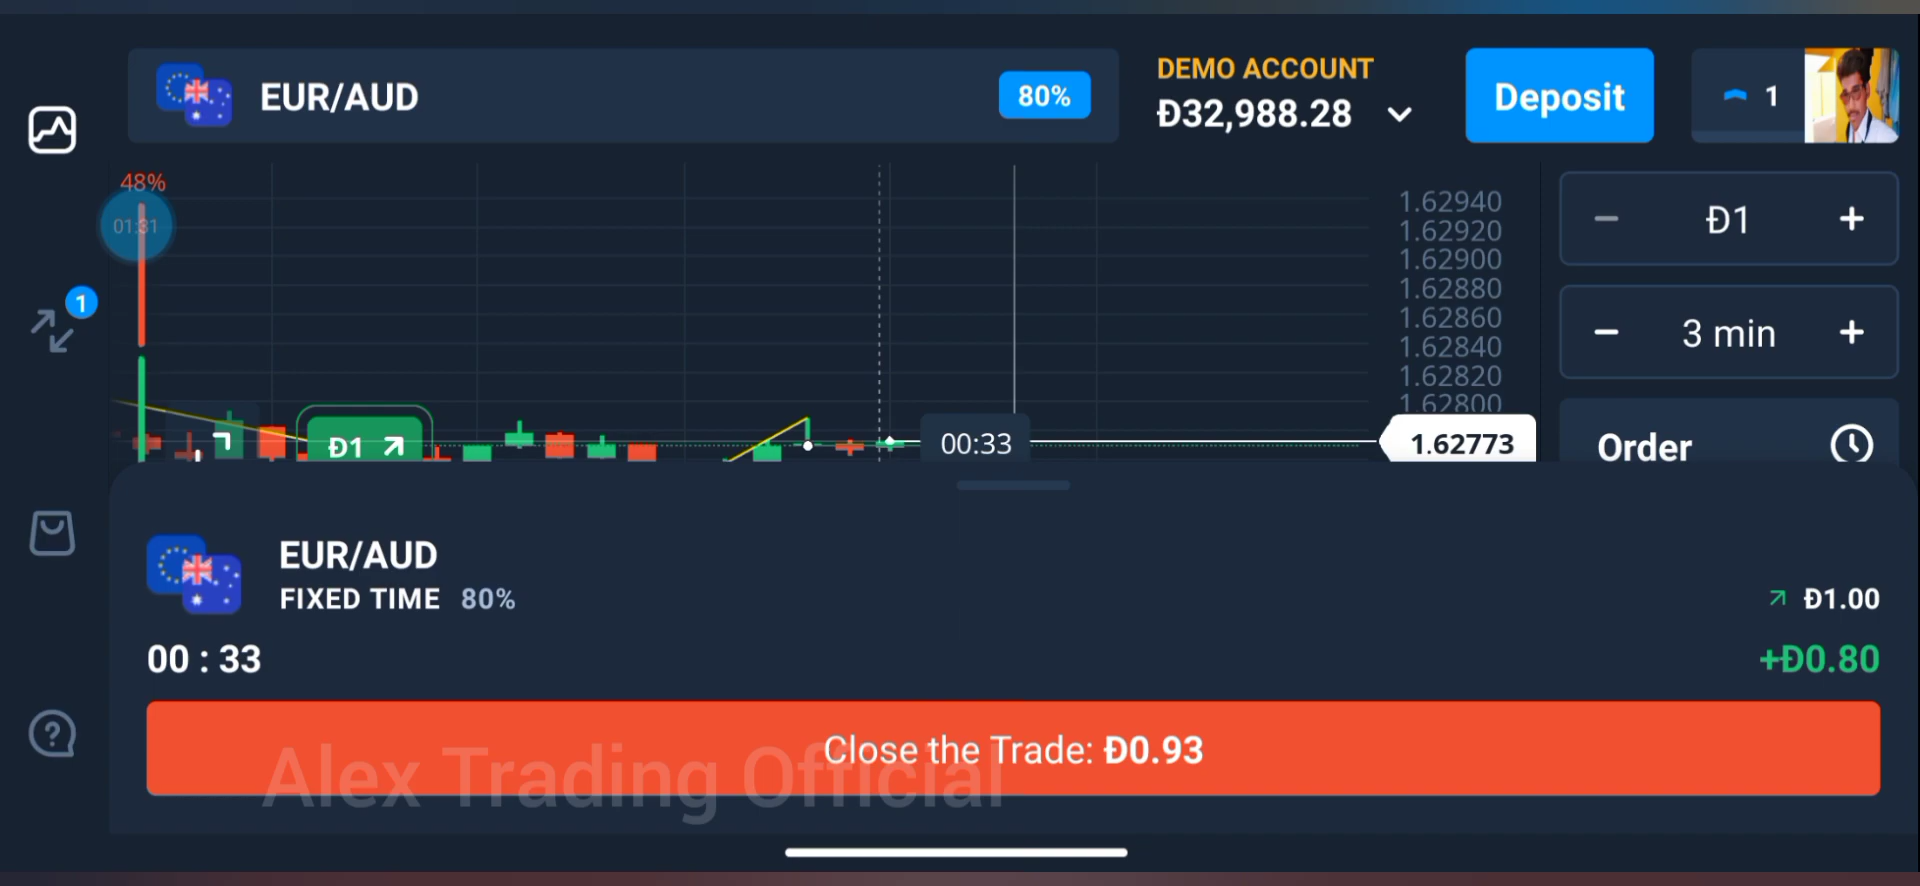 EUR/AUD
80%
DEMO ACCOUNT
Đ32,988.28
Deposit
1
48%
01:31
1
1.62940
1.62920
1.62900
1.62880
1.62860
1.62840
1.62820
1.62800
Đ1
3 min
Đ1
00:33
1.62773
Order
EUR/AUD
FIXED TIME 80%
Đ1.00
00 : 33
+Đ0.80
Close the Trade: Đ0.93
Alex Trading Official